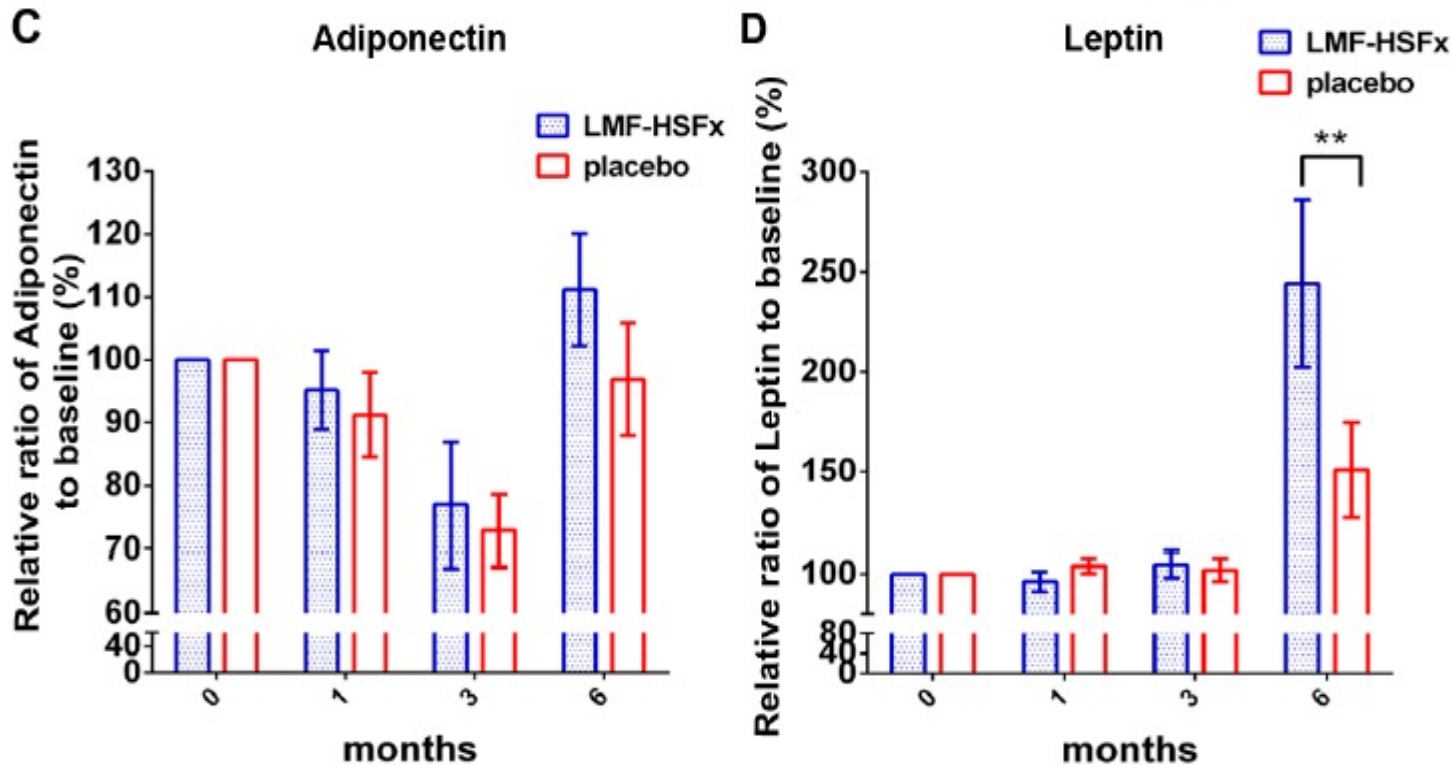 C
Adiponectin
LMF-HSFx
placebo
Relative ratio of Adiponectin
to baseline (%)
130
120
110
100
90
80
70
60
40
0
0
1
3
6
months
D
Leptin
LMF-HSFx
placebo
**
Relative ratio of Leptin to baseline (%)
300
250
200
150
100
80
40
0
0
1
3
6
months